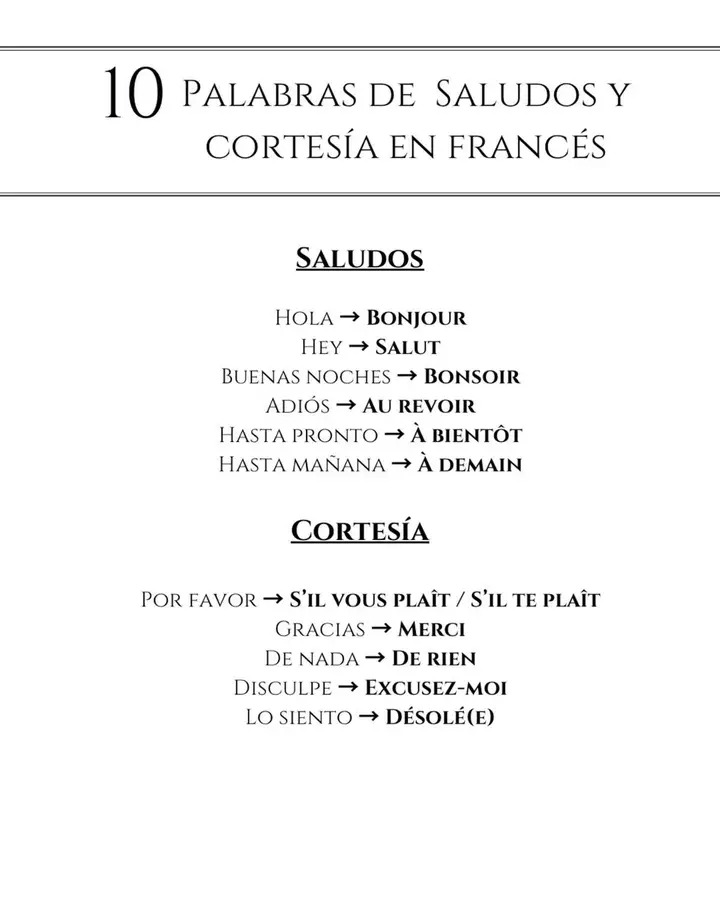 10 Palabras de Saludos y
cortesía en francés
Saludos
Hola → Bonjour
Hey → Salut
Buenas noches → Bonsoir
Adiós → Au revoir
Hasta pronto → À bientôt
Hasta mañana → À demain
Cortesía
Por favor → S’il vous plaît / S’il te plaît
Gracias → Merci
De nada → De rien
Disculpe → Excusez-moi
Lo siento → Désolé(e)